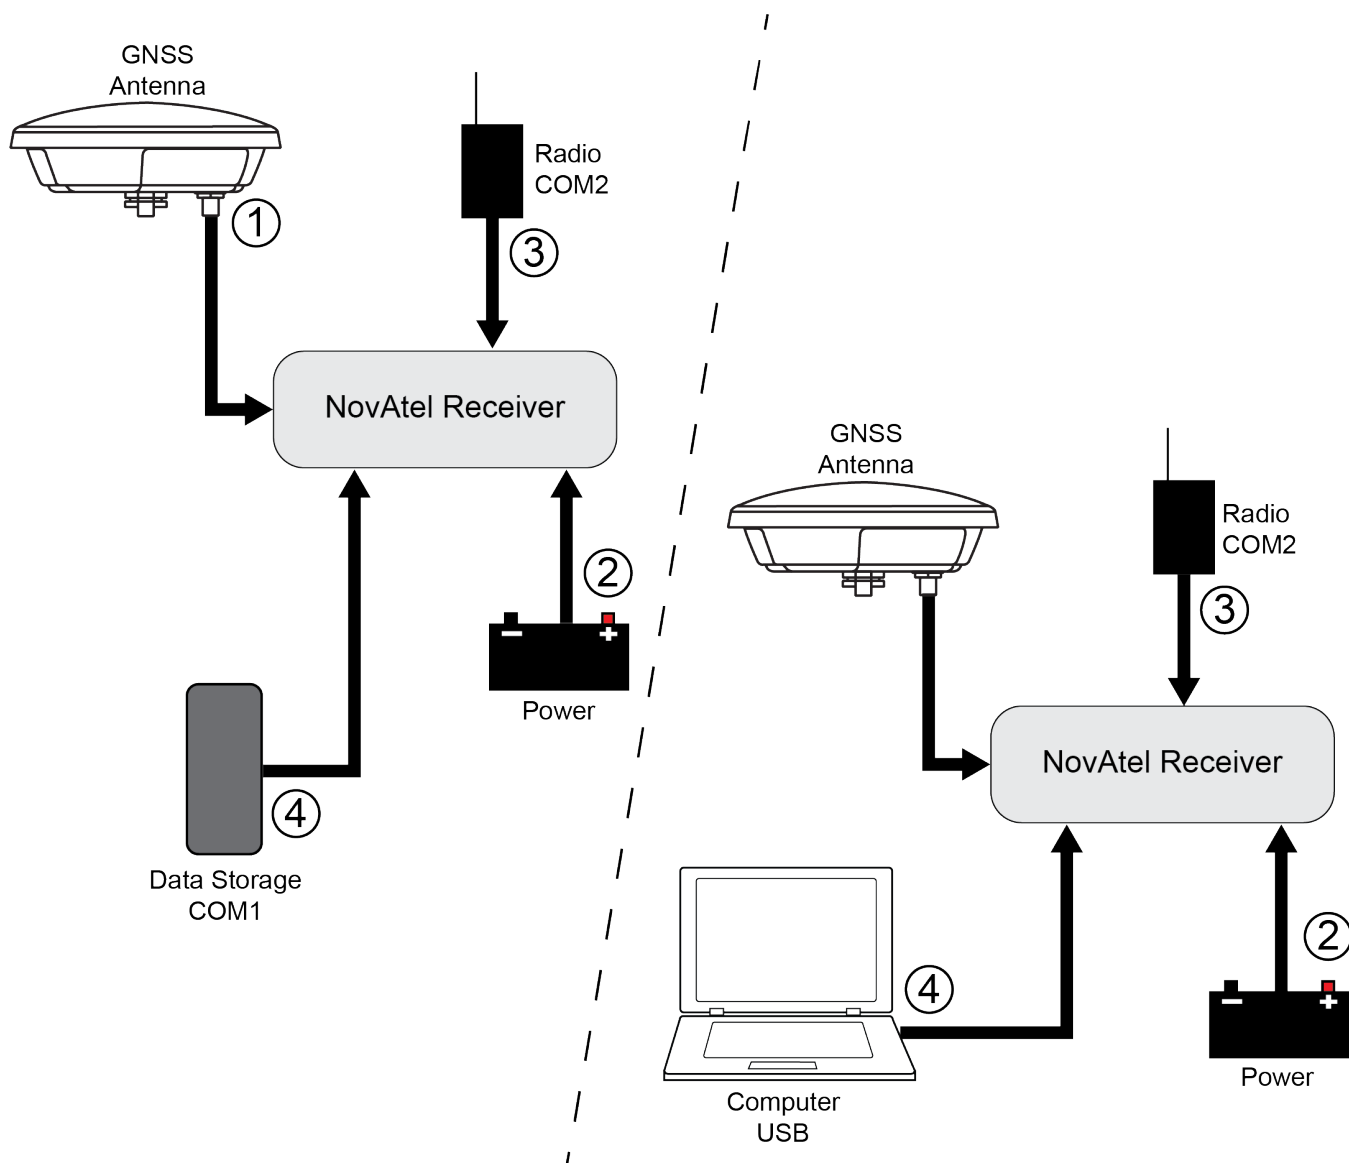 GNSS
Antenna
1
Radio
COM2
3
NovAtel Receiver
2
Power
4
Data Storage
COM1
GNSS
Antenna
Radio
COM2
3
NovAtel Receiver
2
Power
4
Computer
USB